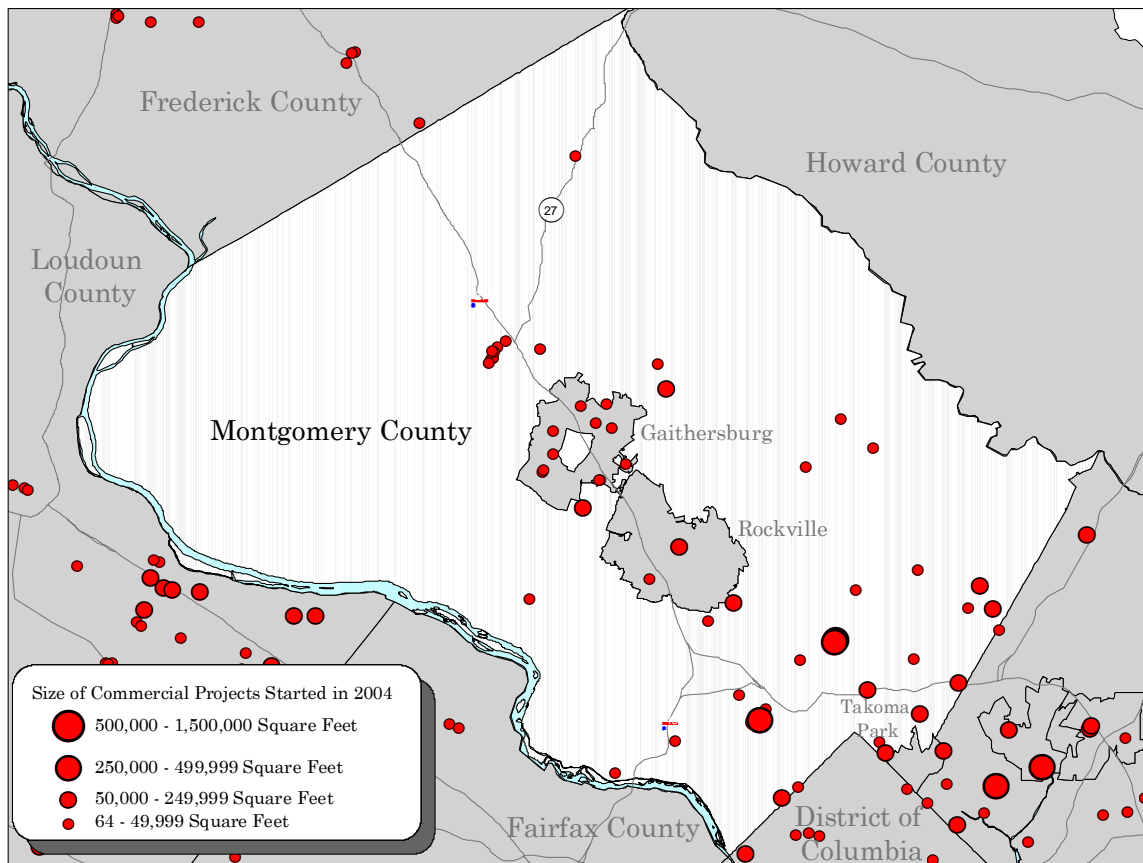 Frederick County
Howard County
27
Loudoun
County
Montgomery County
Gaithersburg
Rockville
Size of Commercial Projects Started in 2004
500,000 - 1,500,000 Square Feet
250,000 - 499,999 Square Feet
50,000 - 249,999 Square Feet
64 - 49,999 Square Feet
Takoma
Park
Fairfax County
District of
Columbia